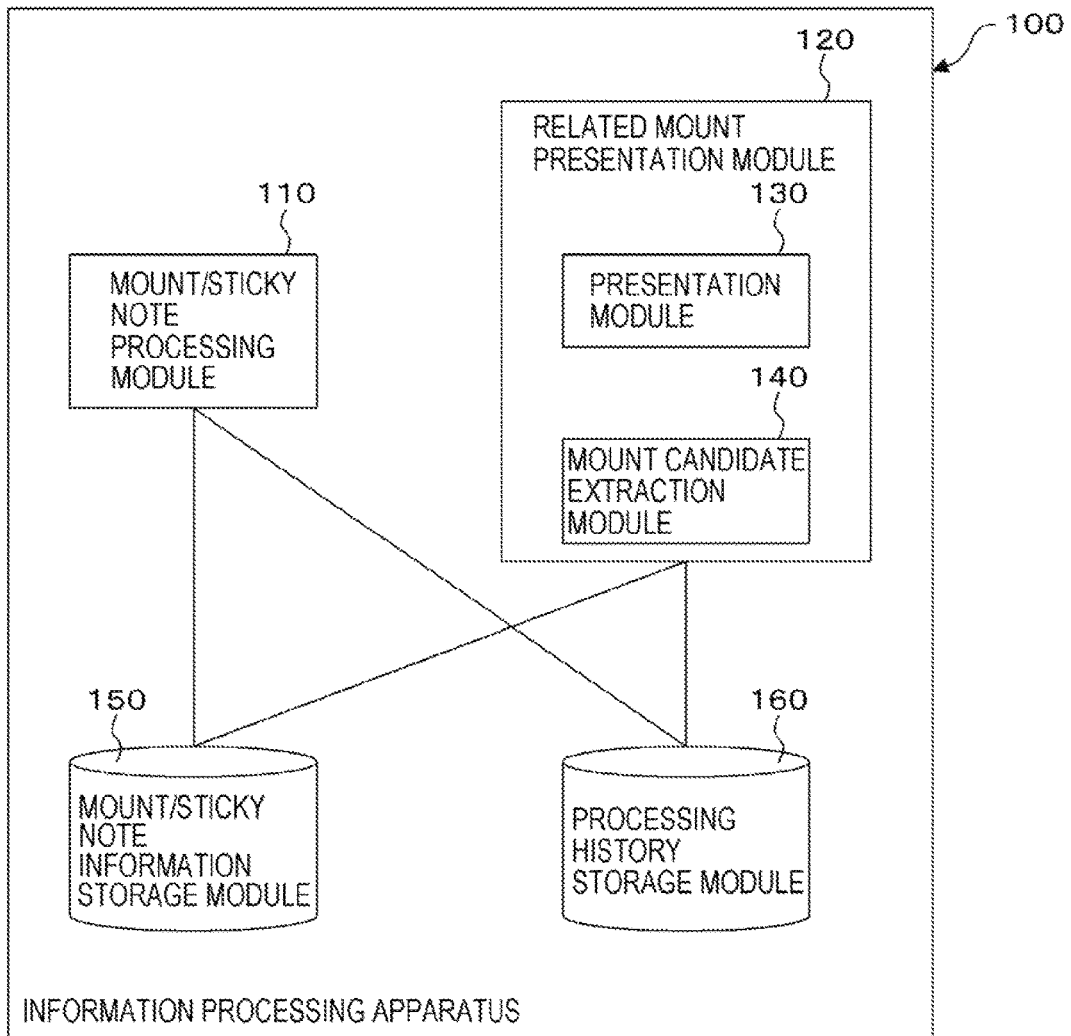 100
120
RELATED MOUNT
PRESENTATION MODULE
110
130
MOUNT/STICKY
NOTE
PROCESSING
MODULE
PRESENTATION
MODULE
140
MOUNT CANDIDATE
EXTRACTION
MODULE
150
160
MOUNT/STICKY
NOTE
INFORMATION
STORAGE MODULE
PROCESSING
HISTORY
STORAGE MODULE
INFORMATION PROCESSING APPARATUS